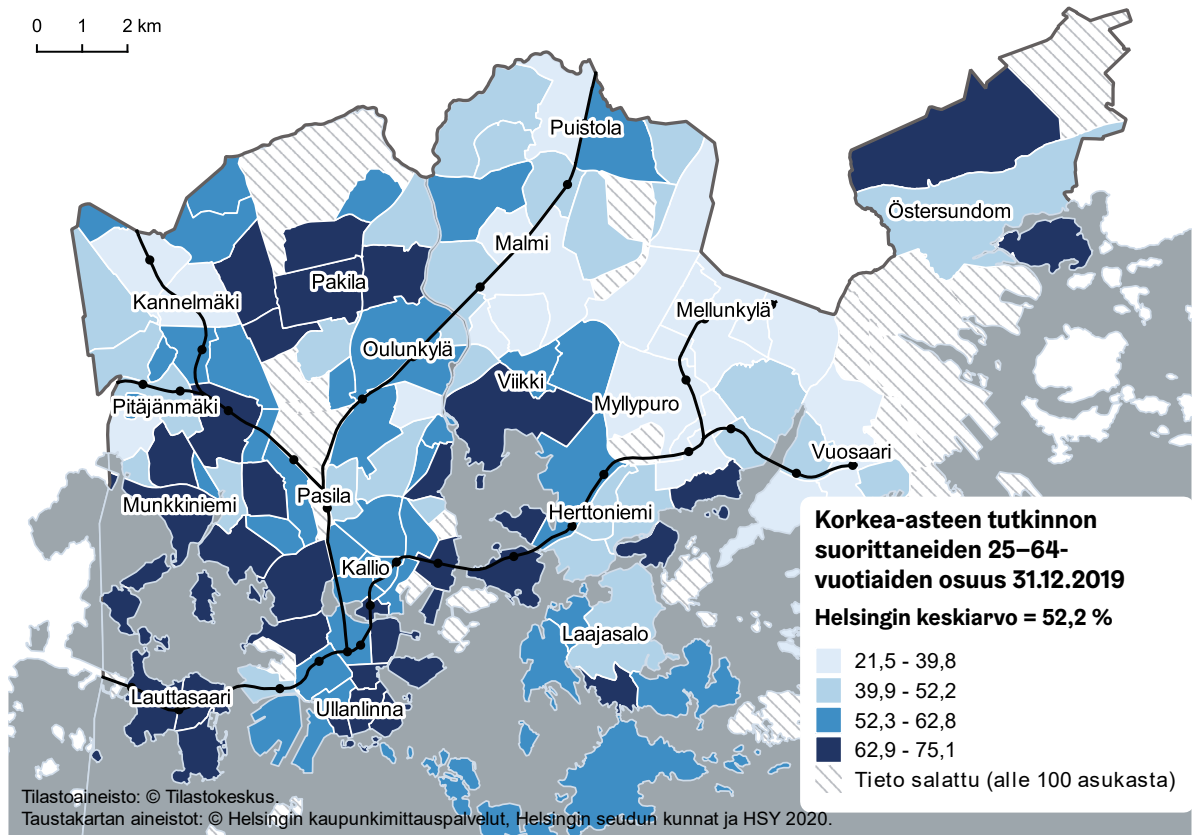 0 1 2 km
Puistola
Östersundom
Malmi
Pakila
Kannelmäki
Mellunkylä
Oulunkylä
Viikki
Pitäjänmäki
Myllypuro
Vuosaari
Munkkiniemi
Pasila
Herttoniemi
Kallio
Laajasalo
Lauttasaari
Ullanlinna
Korkea-asteen tutkinnon
suorittaneiden 25–64-
vuotiaiden osuus 31.12.2019
Helsingin keskiarvo = 52,2 %
21,5 - 39,8
39,9 - 52,2
52,3 - 62,8
62,9 - 75,1
Tieto salattu (alle 100 asukasta)
Tilastoaineisto: © Tilastokeskus.
Taustakartan aineistot: © Helsingin kaupunkimittauspalvelut, Helsingin seudun kunnat ja HSY 2020.